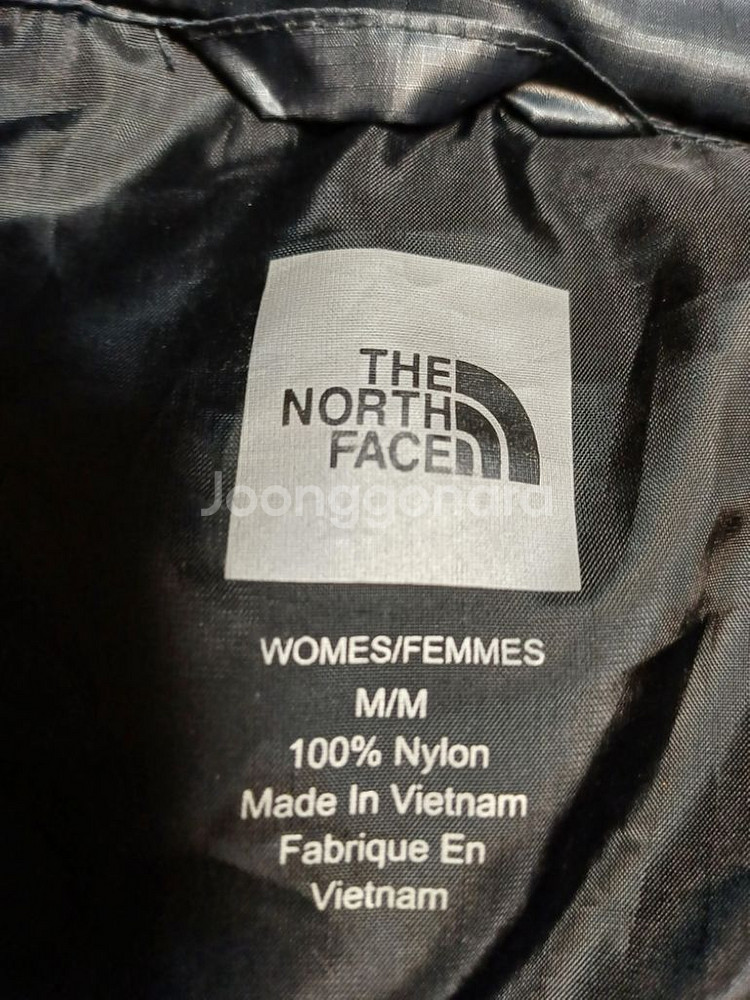 THE
NORTH
FACE
Joonggonara
WOMES/FEMMES
M/M
100% Nylon
Made In Vietnam
Fabrique En
Vietnam